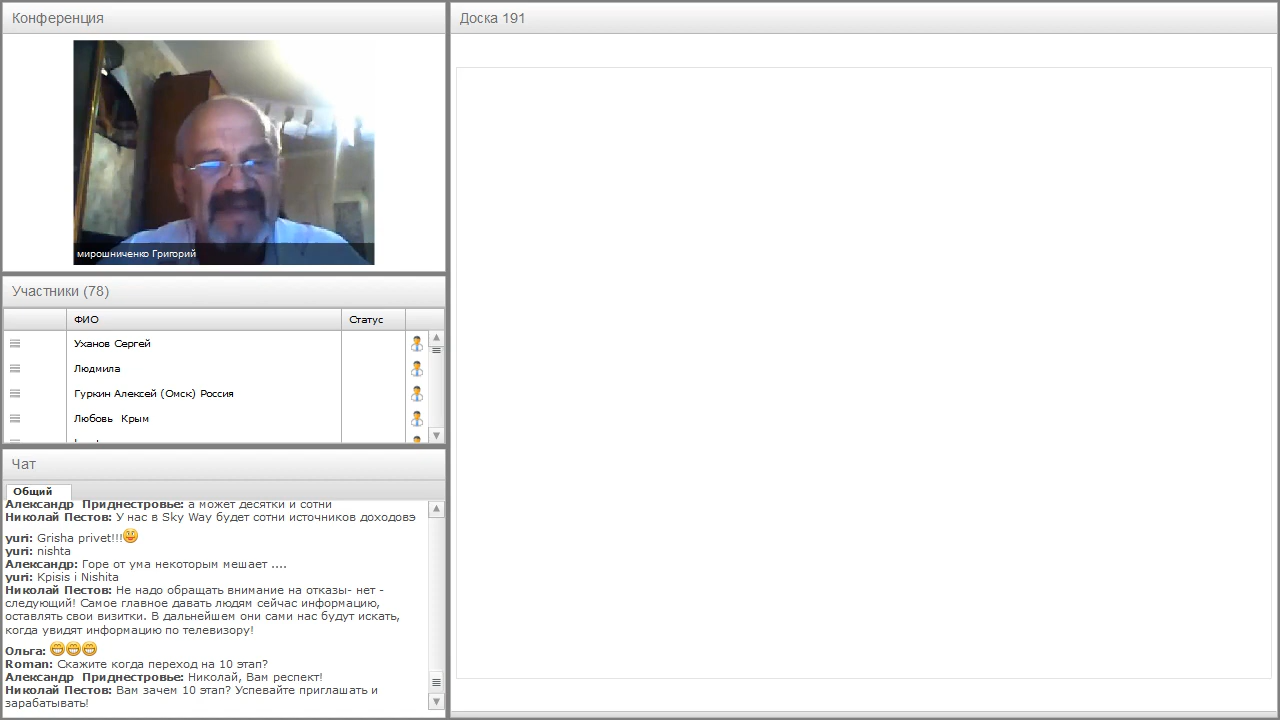 Конференция
мирошниченко Григорий
Участники (78)
ФИО Статус
Уханов Сергей
Людмила
Гуркин Алексей (Омск) Россия
Любовь Крым
Чат
Общий
Александр Приднестровье: а может десятки и сотни
Николай Пестов: У нас в Sky Way будет сотни источников доходовэ
yuri: Grisha privet!!!
yuri: nishta
Александр: Горе от ума некоторым мешает ....
yuri: Kpisis i Nishita
Николай Пестов: Не надо обращать внимание на отказы- нет -
следующий! Самое главное давать людям сейчас информацию,
оставлять свои визитки. В дальнейшем они сами нас будут искать,
когда увидят информацию по телевизору!
Ольга:
Roman: Скажите когда переход на 10 этап?
Александр Приднестровье: Николай, Вам респект!
Николай Пестов: Вам зачем 10 этап? Успевайте приглашать и
зарабатывать!
Доска 191